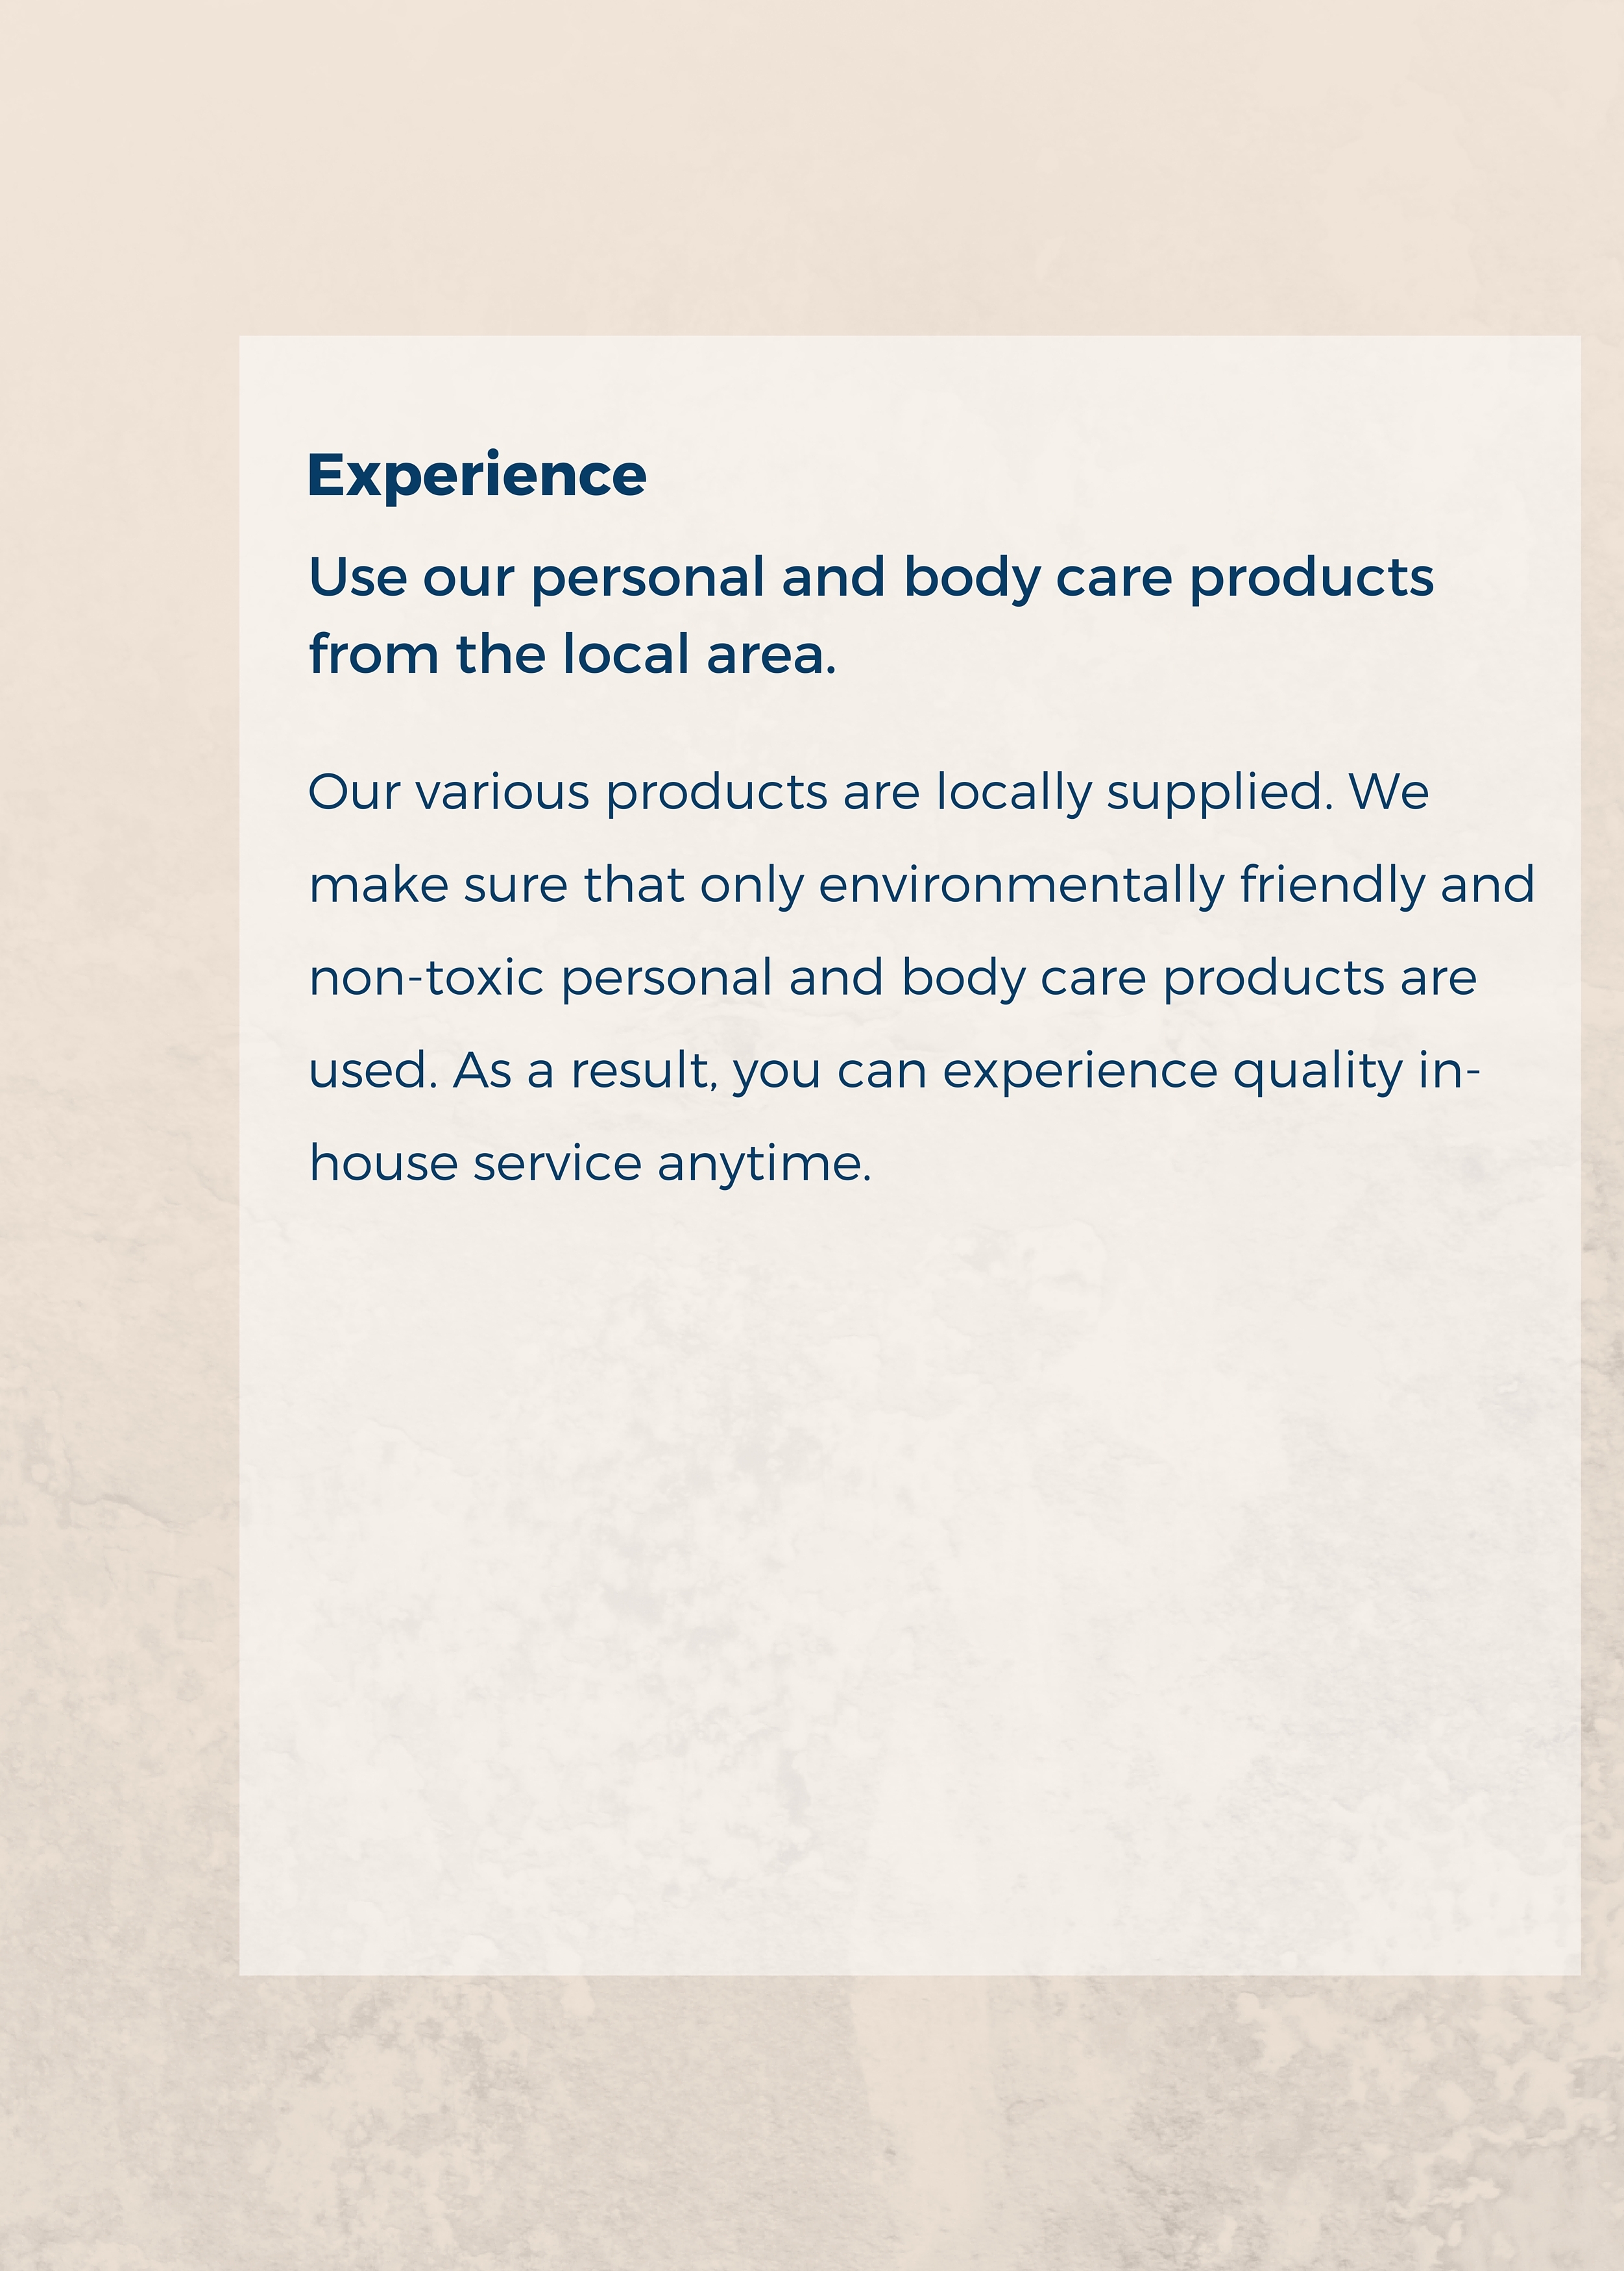 Experience
Use our personal and body care products
from the local area.
Our various products are locally supplied. We
make sure that only environmentally friendly and
non-toxic personal and body care products are
used. As a result, you can experience quality in-
house service anytime.